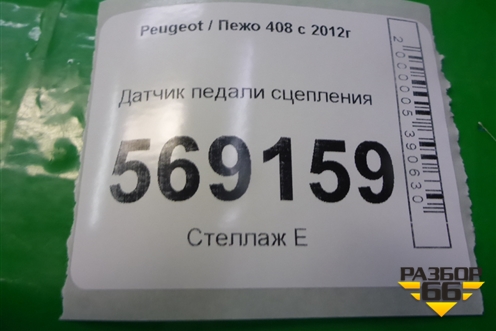 Peugeot / Пежо 408 с 2012г
Датчик педали сцепления
569159
Стеллаж Е
2000005390630
РАЗБОР
66